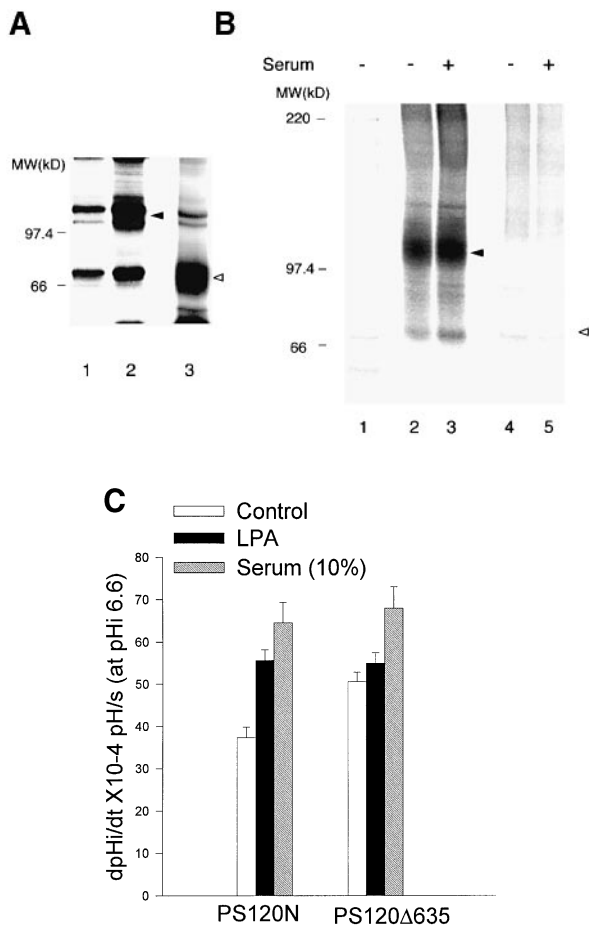 A
B
Serum - - + - +
MW(kD)
220
97.4
66
1 2 3 4 5
MW(kD)
97.4
66
1 2 3
C
Control
LPA
Serum (10%)
dpHi/dt X10-4 pH/s (at pHi 6.6)
80
70
60
50
40
30
20
10
0
PS120N PS120Δ635